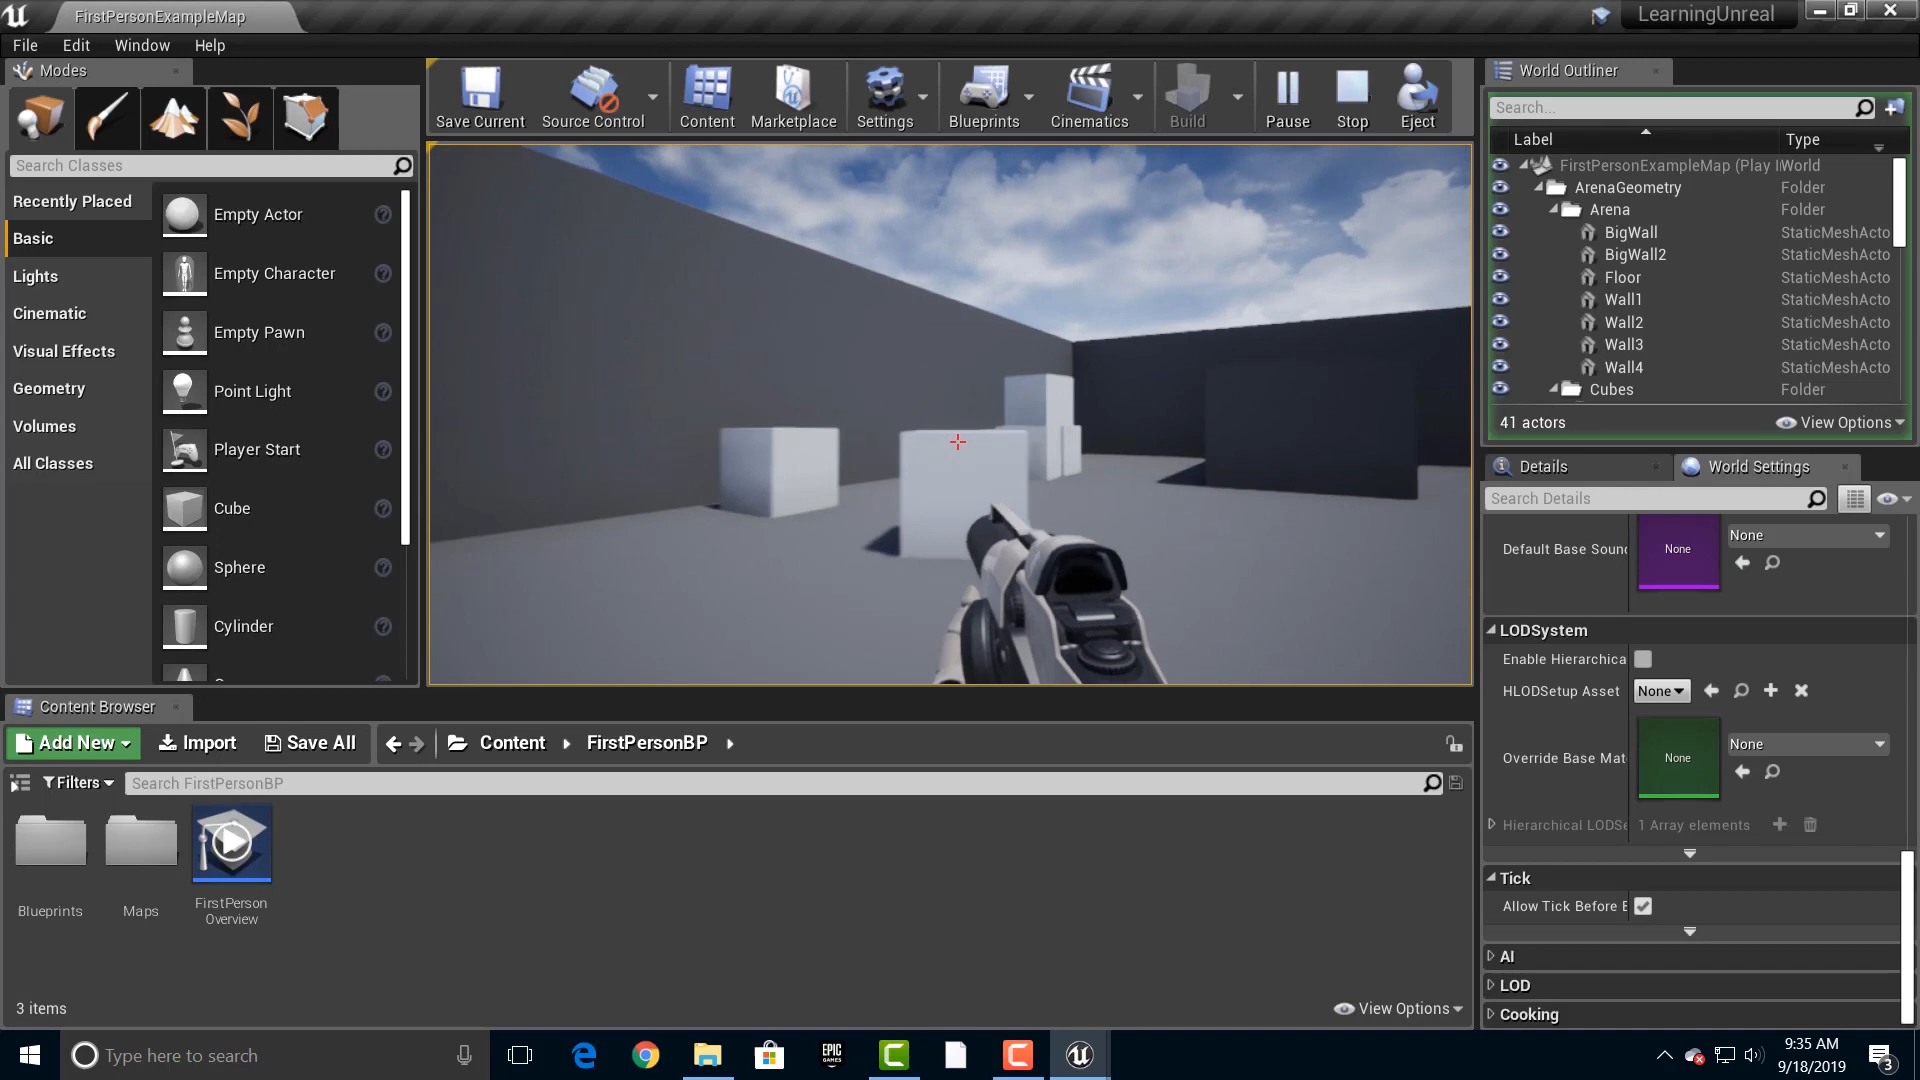 FirstPersonExampleMap
LearningUnreal
File Edit Window Help
Modes
Search Classes
Recently Placed
Basic
Lights
Cinematic
Visual Effects
Geometry
Volumes
All Classes
Empty Actor
Empty Character
Empty Pawn
Point Light
Player Start
Cube
Sphere
Cylinder
Save Current Source Control Content Marketplace Settings Blueprints Cinematics Build Pause Stop Eject
World Outliner
Search...
Label Type
FirstPersonExampleMap (Play I World
ArenaGeometry Folder
Arena Folder
BigWall StaticMeshActo
BigWall2 StaticMeshActo
Floor StaticMeshActo
Wall1 StaticMeshActo
Wall2 StaticMeshActo
Wall3 StaticMeshActo
Wall4 StaticMeshActo
Cubes Folder
41 actors View Options
Details World Settings
Search Details
Default Base Soun None None
LODSystem
Enable Hierarchica
HLODSetup Asset None
Override Base Mat None None
Hierarchical LODSe 1 Array elements
Tick
Allow Tick Before B
AI
LOD
Cooking
Content Browser
Add New Import Save All Content FirstPersonBP
Filters Search FirstPersonBP
Blueprints
Maps
FirstPerson
Overview
3 items View Options
Type here to search
EPIC
GAMES
9:35 AM
9/18/2019
3